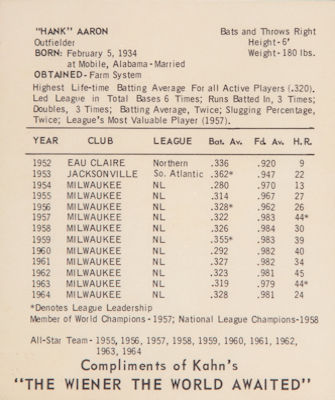 "HANK" AARON Bats and Throws Right
Outfielder Height-6'
BORN: February 5, 1934 Weight-180 lbs.
at Mobile, Alabama-Married
OBTAINED-Farm System
Highest Life-time Batting Average For all Active Players (.320).
Led League in Total Bases 6 Times; Runs Batted In, 3 Times;
Doubles, 3 Times; Batting Average, Twice; Slugging Percentage,
Twice; League's Most Valuable Player (1957).
YEAR CLUB LEAGUE Bat. Av. Fd. Av. H.R.
1952 EAU CLAIRE Northern .336 .920 9
1953 JACKSONVILLE So. Atlantic .362* .947 22
1954 MILWAUKEE NL .280 .970 13
1955 MILWAUKEE NL .314 .967 27
1956 MILWAUKEE NL .328* .962 26
1957 MILWAUKEE NL .322 .983 44*
1958 MILWAUKEE NL .326 .984 30
1959 MILWAUKEE NL .355* .983 39
1960 MILWAUKEE NL .292 .982 40
1961 MILWAUKEE NL .327 .982 34
1962 MILWAUKEE NL .323 .981 45
1963 MILWAUKEE NL .319 .979 44*
1964 MILWAUKEE NL .328 .981 24
*Denotes League Leadership
Member of World Champions-1957; National League Champions-1958
All-Star Team-1955, 1956, 1957, 1958, 1959, 1960, 1961, 1962,
1963, 1964
Compliments of Kahn's
"THE WIENER THE WORLD AWAITED"